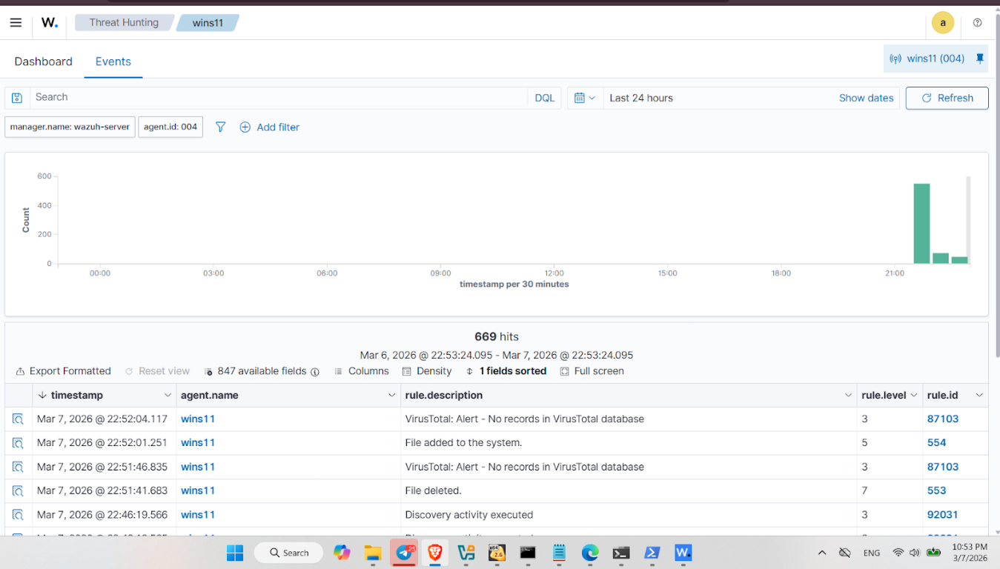 W. Threat Hunting wins11 a
Dashboard Events wins11 (004)
Search DQL Last 24 hours Show dates Refresh
manager.name: wazuh-server agent.id: 004 Add filter
600
400
200
0
Count
00:00 03:00 06:00 09:00 12:00 15:00 18:00 21:00
timestamp per 30 minutes
669 hits
Mar 6, 2026 @ 22:53:24.095 - Mar 7, 2026 @ 22:53:24.095
Export Formatted Reset view 847 available fields Columns Density 1 fields sorted Full screen
timestamp agent.name rule.description rule.level rule.id
Mar 7, 2026 @ 22:52:04.117 wins11 VirusTotal: Alert - No records in VirusTotal database 3 87103
Mar 7, 2026 @ 22:52:01.251 wins11 File added to the system. 5 554
Mar 7, 2026 @ 22:51:46.835 wins11 VirusTotal: Alert - No records in VirusTotal database 3 87103
Mar 7, 2026 @ 22:51:41.683 wins11 File deleted. 7 553
Mar 7, 2026 @ 22:46:19.566 wins11 Discovery activity executed 3 92031
Search 25 X64 2.6 W. ENG 10:53 PM
3/7/2026